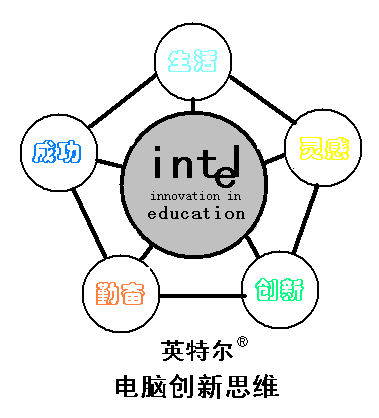 生活
成功
灵感
intel
innovation in
education
勤奋
创新
英特尔®
电脑创新思维